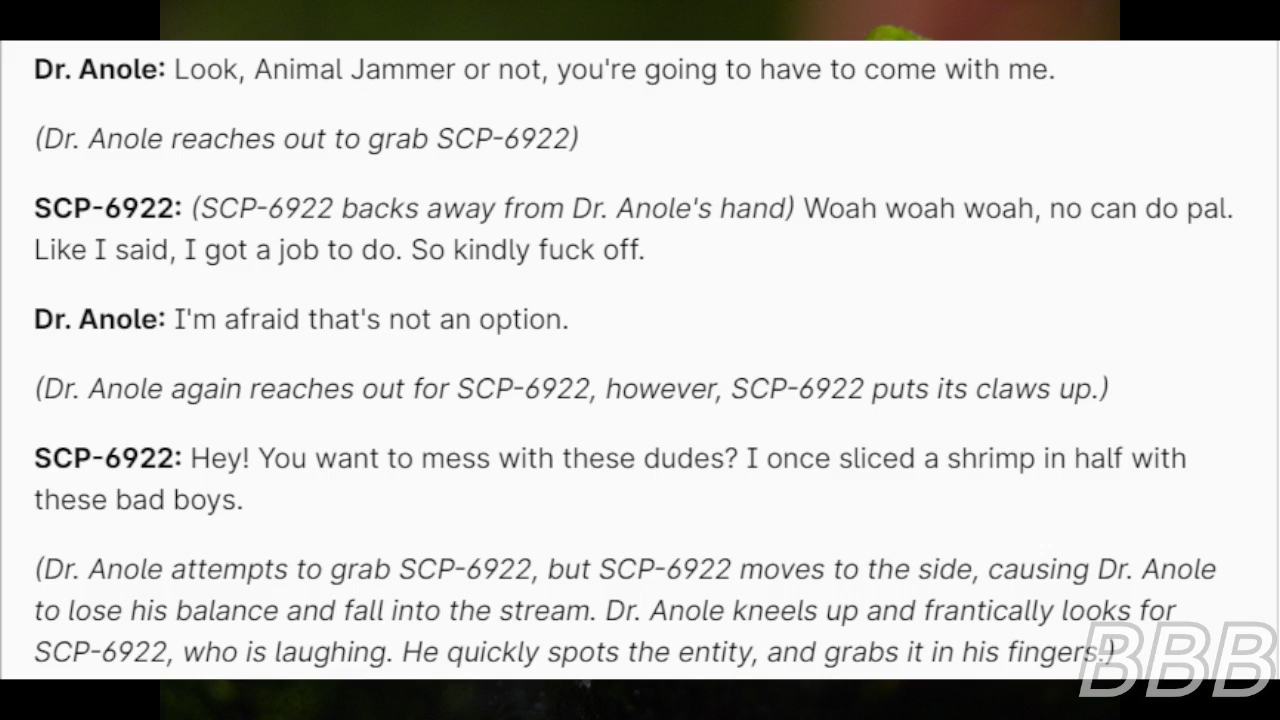 Dr. Anole: Look, Animal Jammer or not, you're going to have to come with me.
(Dr. Anole reaches out to grab SCP-6922)
SCP-6922: (SCP-6922 backs away from Dr. Anole's hand) Woah woah woah, no can do pal.
Like I said, I got a job to do. So kindly fuck off.
Dr. Anole: I'm afraid that's not an option.
(Dr. Anole again reaches out for SCP-6922, however, SCP-6922 puts its claws up.)
SCP-6922: Hey! You want to mess with these dudes? I once sliced a shrimp in half with
these bad boys.
(Dr. Anole attempts to grab SCP-6922, but SCP-6922 moves to the side, causing Dr. Anole
to lose his balance and fall into the stream. Dr. Anole kneels up and frantically looks for
SCP-6922, who is laughing. He quickly spots the entity, and grabs it in his fingers.)
BBB